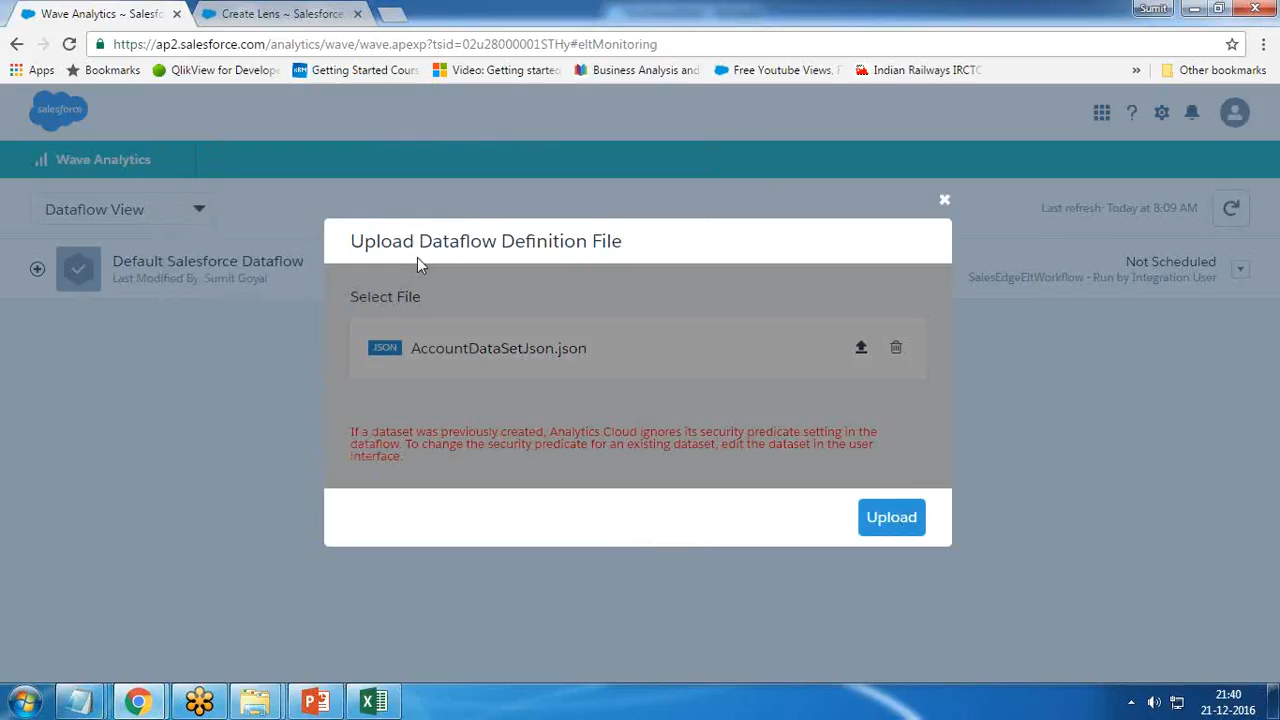 Wave Analytics ~ Salesfo
Create Lens ~ Salesforce
Sumit
https://ap2.salesforce.com/analytics/wave/wave.apexp?tsid=02u28000001STHy#eltMonitoring
Apps
Bookmarks
QlikView for Develope
Getting Started Cours
Video: Getting starte
Business Analysis and
Free Youtube Views, F
Indian Railways IRCTC
»
Other bookmarks
salesforce
Wave Analytics
Dataflow View
Last refresh: Today at 8:09 AM
Upload Dataflow Definition File
Default Salesforce Dataflow
Last Modified By: Sumit Goyal
Not Scheduled
SalesEdgeEltWorkflow - Run by Integration User
Select File
JSON AccountDataSetJson.json
If a dataset was previously created, Analytics Cloud ignores its security predicate setting in the
dataflow. To change the security predicate for an existing dataset, edit the dataset in the user
interface.
Upload
21:40
21-12-2016